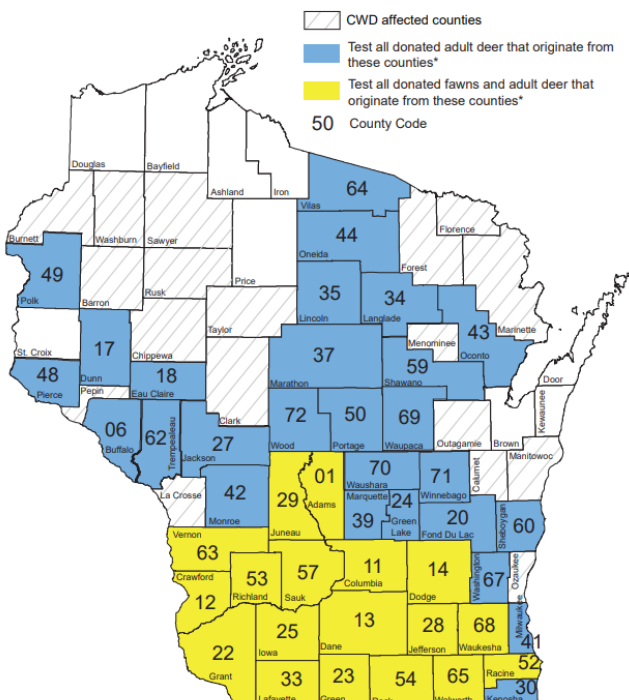 CWD affected counties
Test all donated adult deer that originate from
these counties*
Test all donated fawns and adult deer that
originate from these counties*
50 County Code
Douglas
Bayfield
Ashland
Iron
64
Vilas
Burnett
Washburn
Sawyer
44
Oneida
Florence
Forest
49
Polk
Barron
Rusk
Price
35
Lincoln
34
Langlade
43
Marinette
Oconto
Taylor
Menominee
St. Croix
17
Dunn
Chippewa
37
Marathon
59
Shawano
Door
48
Pierce
Pepin
18
Eau Claire
Clark
Kewaunee
06
Buffalo
62
Trempealeau
27
Jackson
72
Wood
50
Portage
69
Waupaca
Outagamie
Brown
Manitowoc
Calumet
La Crosse
42
Monroe
29
Juneau
01
Adams
70
Waushara
71
Winnebago
Marquette
39
24
Green
Lake
20
Fond Du Lac
Sheboygan
60
Vernon
63
Crawford
12
53
Richland
57
Sauk
11
Columbia
14
Dodge
Washington
67
Ozaukee
22
Grant
25
Iowa
13
Dane
28
Jefferson
68
Waukesha
Milwaukee
41
33
Lafayette
23
Green
54
Rock
65
Walworth
52
Racine
30
Kenosha